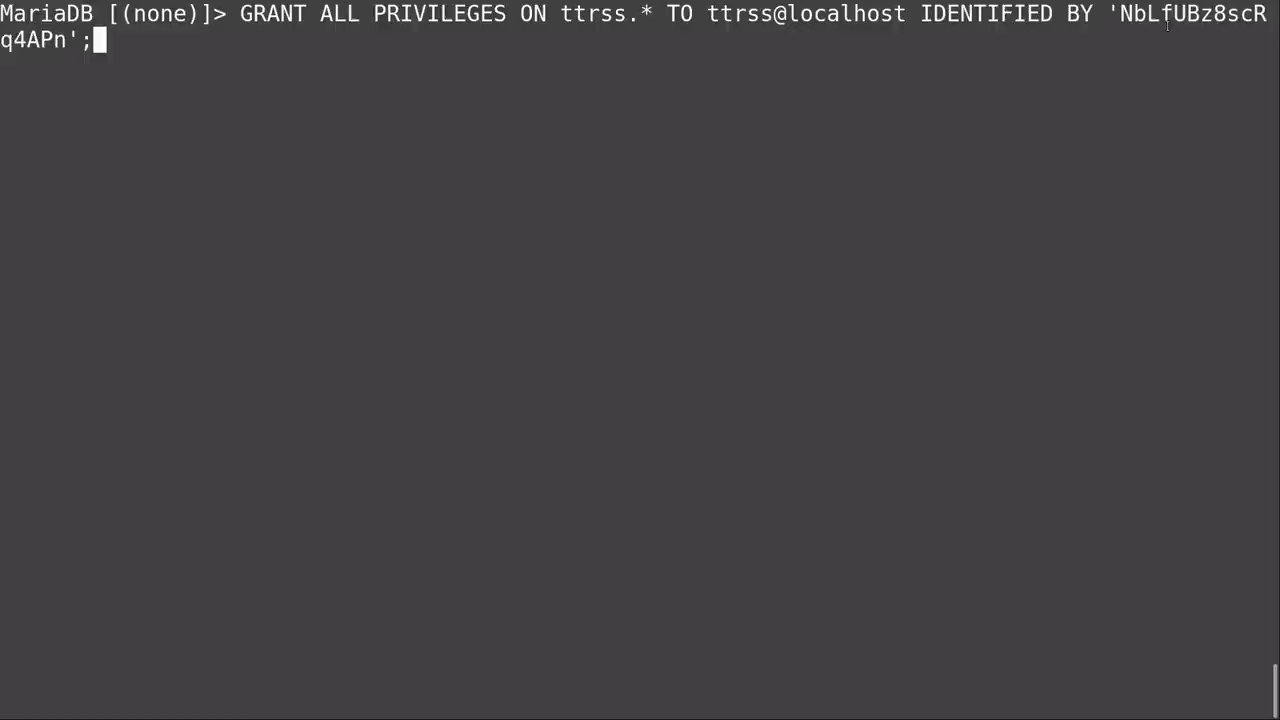 MariaDB [(none)]> GRANT ALL PRIVILEGES ON ttrss.* TO ttrss@localhost IDENTIFIED BY 'NbLfUBz8scR
q4APn';